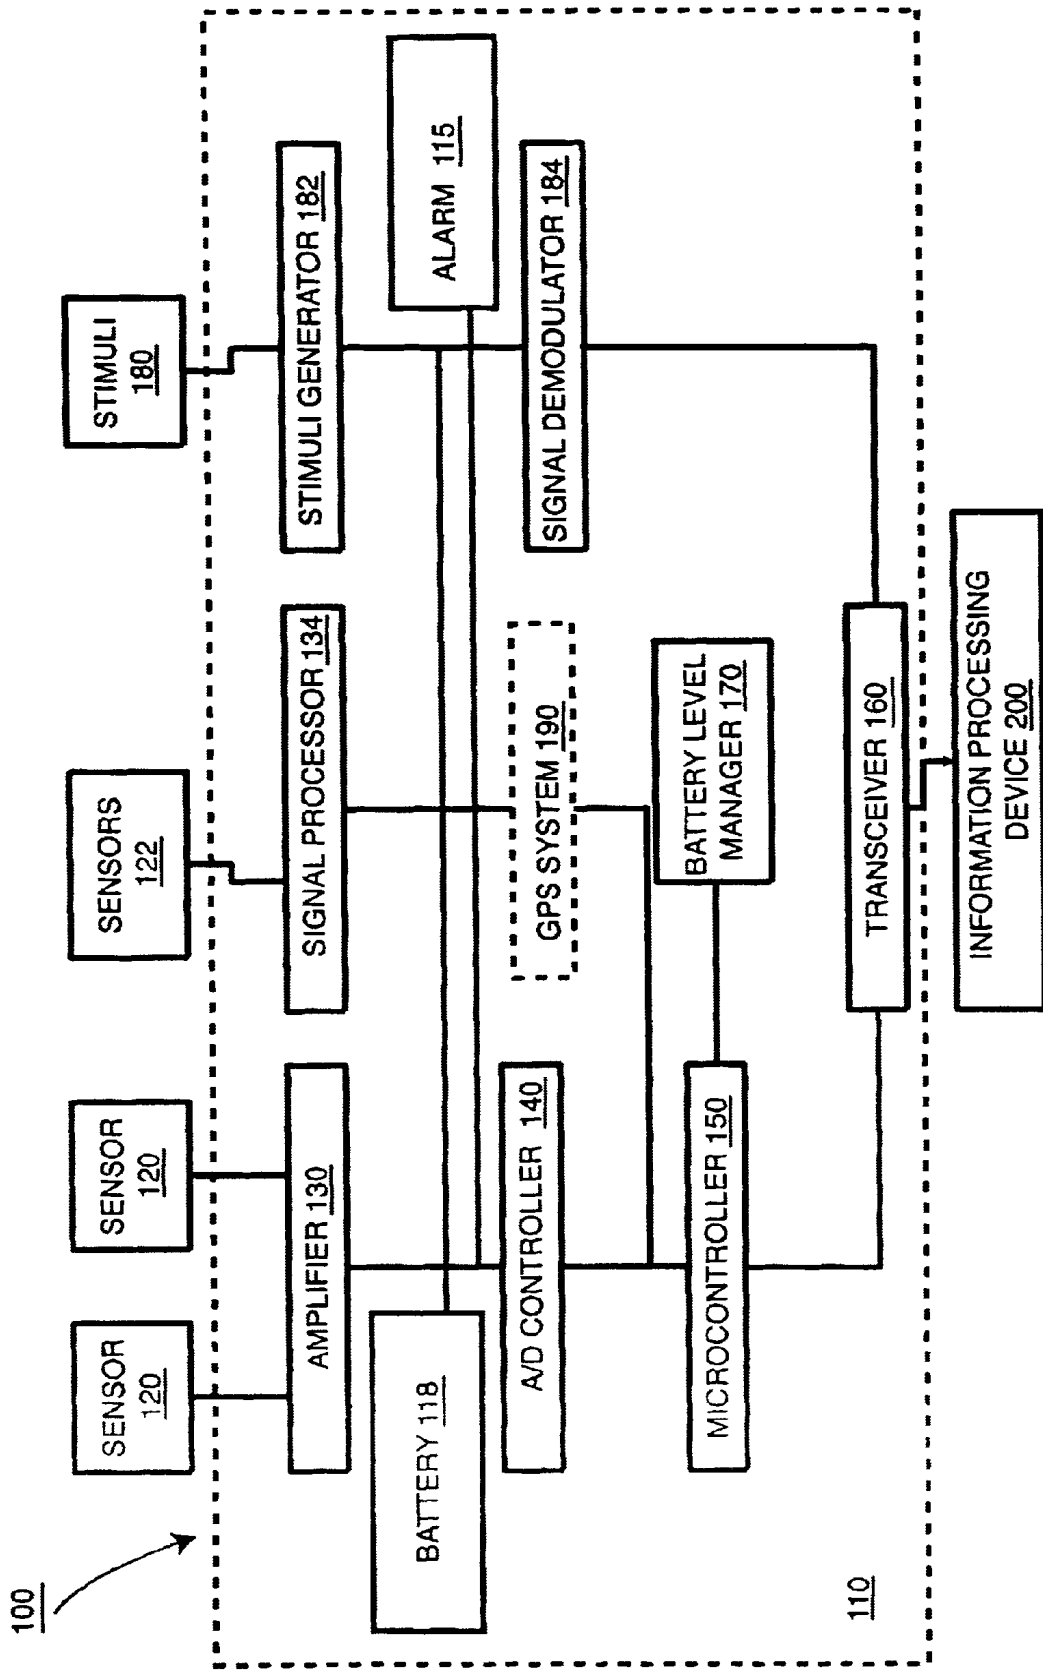 100
SENSOR
120
SENSOR
120
SENSORS
122
STIMULI
180
AMPLIFIER 130
SIGNAL PROCESSOR 134
STIMULI GENERATOR 182
BATTERY 118
ALARM 115
A/D CONTROLLER 140
GPS SYSTEM 190
SIGNAL DEMODULATOR 184
MICROCONTROLLER 150
BATTERY LEVEL
MANAGER 170
110
TRANSCEIVER 160
INFORMATION PROCESSING
DEVICE 200